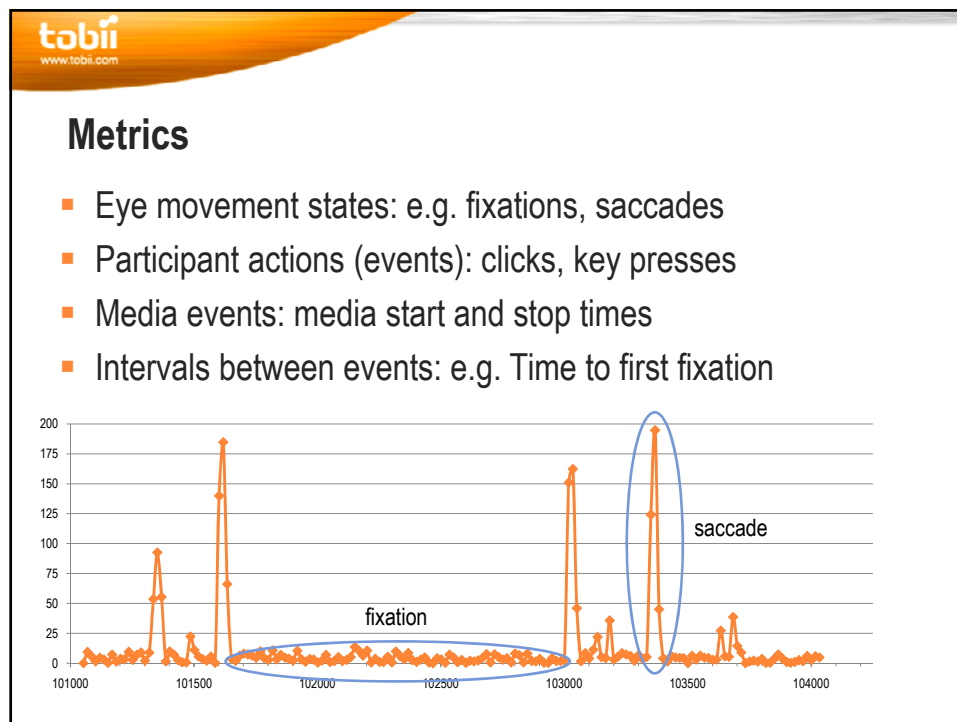 tobii
www.tobii.com
Metrics
Eye movement states: e.g. fixations, saccades
Participant actions (events): clicks, key presses
Media events: media start and stop times
Intervals between events: e.g. Time to first fixation
200
175
150
125
100
75
50
25
0
saccade
fixation
101000 101500 102000 102500 103000 103500 104000